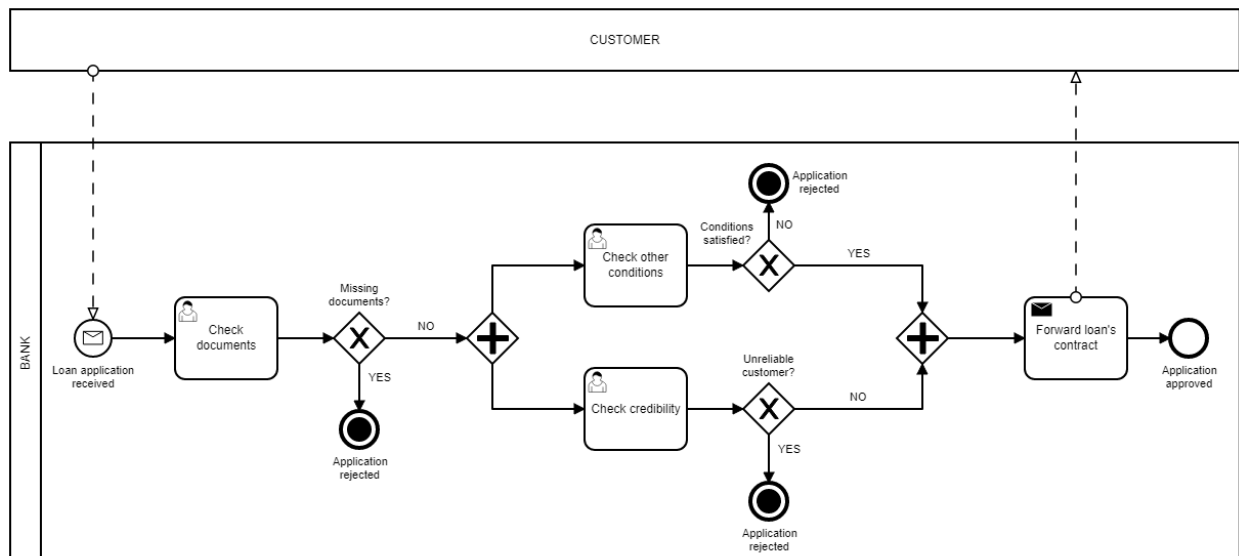 CUSTOMER
BANK
Loan application
received
Check
documents
Missing
documents?
NO
YES
Application
rejected
Check other
conditions
Conditions
satisfied?
NO
Application
rejected
YES
Check credibility
Unreliable
customer?
NO
YES
Application
rejected
Forward loan's
contract
Application
approved